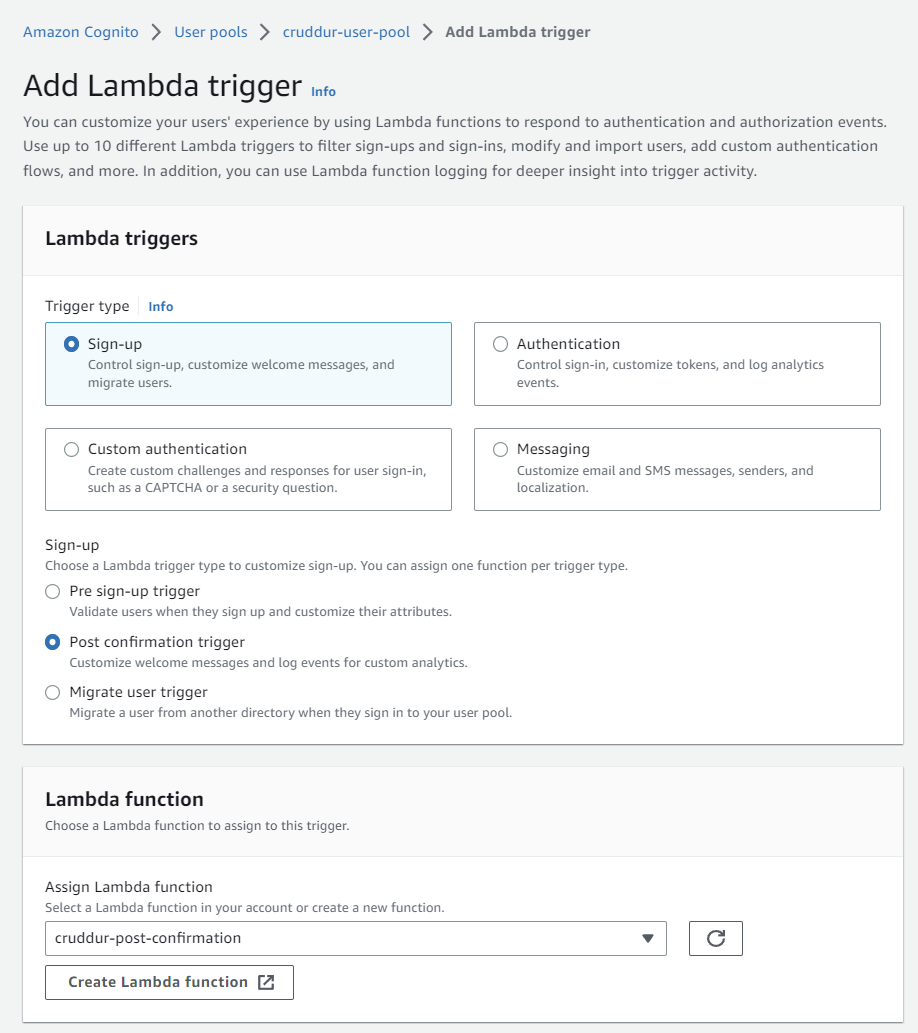 Amazon Cognito > User pools > cruddur-user-pool > Add Lambda trigger
Add Lambda trigger Info
You can customize your users' experience by using Lambda functions to respond to authentication and authorization events.
Use up to 10 different Lambda triggers to filter sign-ups and sign-ins, modify and import users, add custom authentication
flows, and more. In addition, you can use Lambda function logging for deeper insight into trigger activity.
Lambda triggers
Trigger type Info
Sign-up
Control sign-up, customize welcome messages, and
migrate users.
Authentication
Control sign-in, customize tokens, and log analytics
events.
Custom authentication
Create custom challenges and responses for user sign-in,
such as a CAPTCHA or a security question.
Messaging
Customize email and SMS messages, senders, and
localization.
Sign-up
Choose a Lambda trigger type to customize sign-up. You can assign one function per trigger type.
Pre sign-up trigger
Validate users when they sign up and customize their attributes.
Post confirmation trigger
Customize welcome messages and log events for custom analytics.
Migrate user trigger
Migrate a user from another directory when they sign in to your user pool.
Lambda function
Choose a Lambda function to assign to this trigger.
Assign Lambda function
Select a Lambda function in your account or create a new function.
cruddur-post-confirmation
Create Lambda function